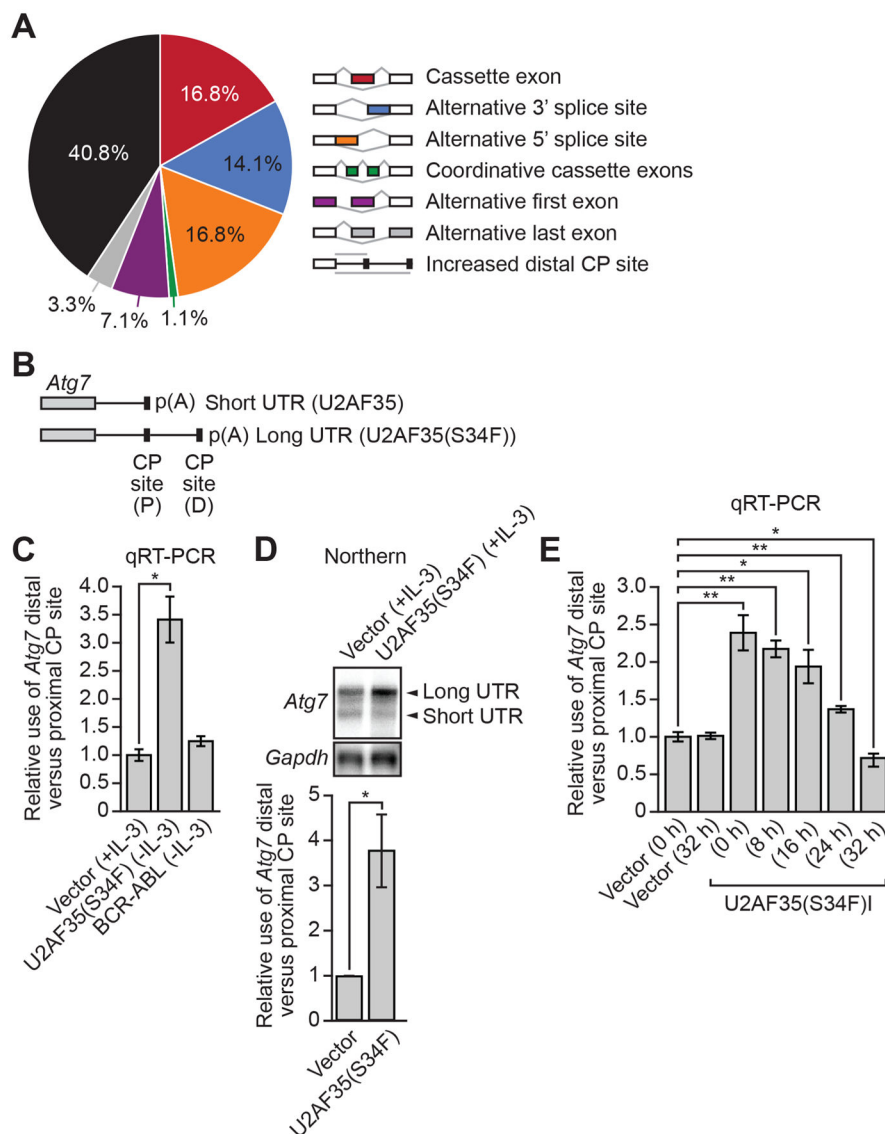 A
16.8%
14.1%
16.8%
1.1%
7.1%
3.3%
40.8%
Cassette exon
Alternative 3' splice site
Alternative 5' splice site
Coordinative cassette exons
Alternative first exon
Alternative last exon
Increased distal CP site
B
Atg7
p(A) Short UTR (U2AF35)
p(A) Long UTR (U2AF35(S34F))
CP
site
(P)
CP
site
(D)
C
qRT-PCR
Relative use of Atg7 distal
versus proximal CP site
4.0
3.5
3.0
2.5
2.0
1.5
1.0
0.5
0
*
Vector (+IL-3)
U2AF35(S34F) (-IL-3)
BCR-ABL (-IL-3)
D
Northern
Vector (+IL-3)
U2AF35(S34F) (+IL-3)
Atg7
Long UTR
Short UTR
Gapdh
Relative use of Atg7 distal
versus proximal CP site
5
4
3
2
1
0
*
Vector
U2AF35(S34F)
E
qRT-PCR
Relative use of Atg7 distal
versus proximal CP site
3.0
2.5
2.0
1.5
1.0
0.5
0
*
**
*
**
**
Vector (0 h)
Vector (32 h)
(0 h)
(8 h)
(16 h)
(24 h)
(32 h)
U2AF35(S34F)I